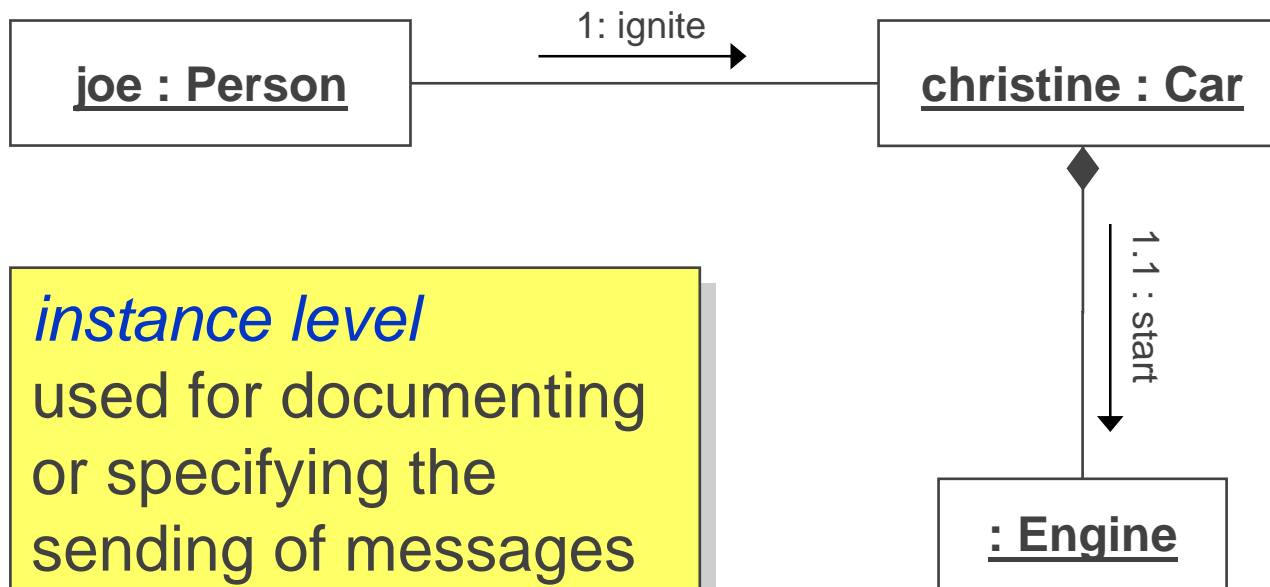 1: ignite
joe : Person
christine : Car
1.1 : start
instance level
used for documenting
or specifying the
sending of messages
: Engine